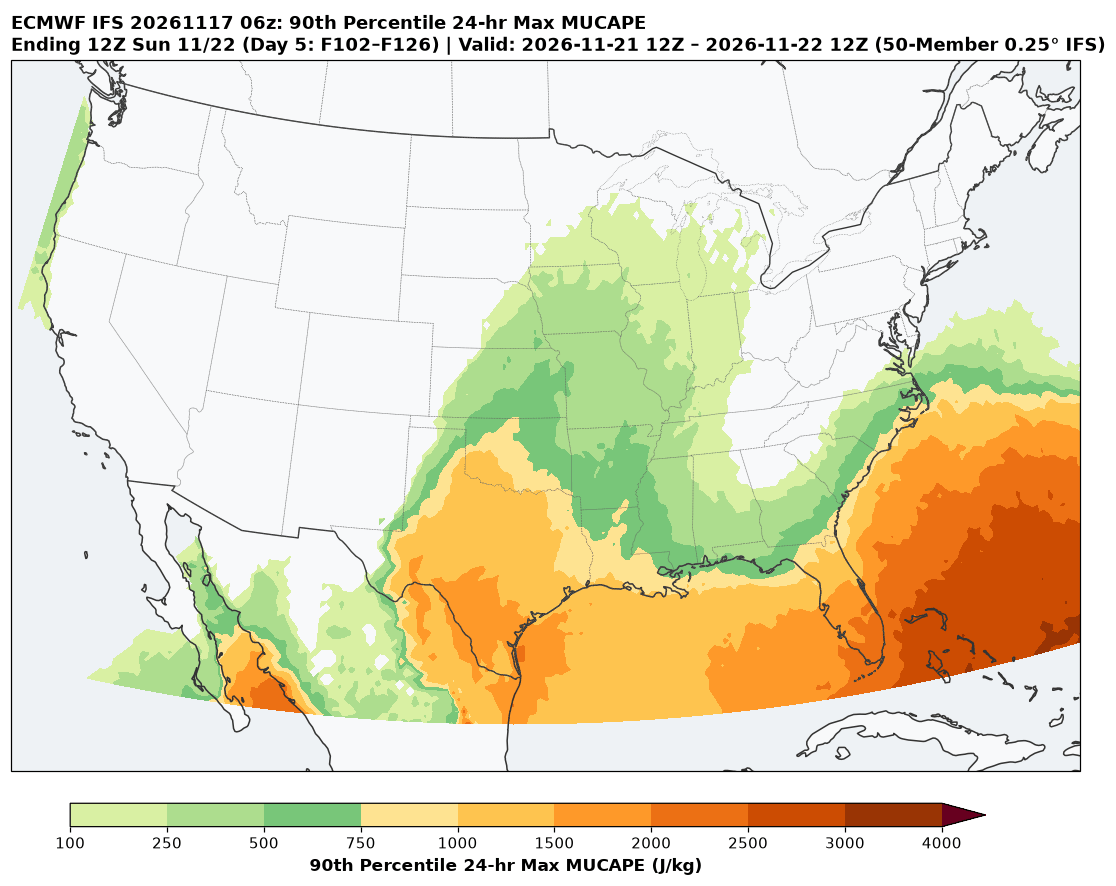 ECMWF IFS 20261117 06z: 90th Percentile 24-hr Max MUCAPE
Ending 12Z Sun 11/22 (Day 5: F102–F126) | Valid: 2026-11-21 12Z – 2026-11-22 12Z (50-Member 0.25° IFS)
100 250 500 750 1000 1500 2000 2500 3000 4000
90th Percentile 24-hr Max MUCAPE (J/kg)